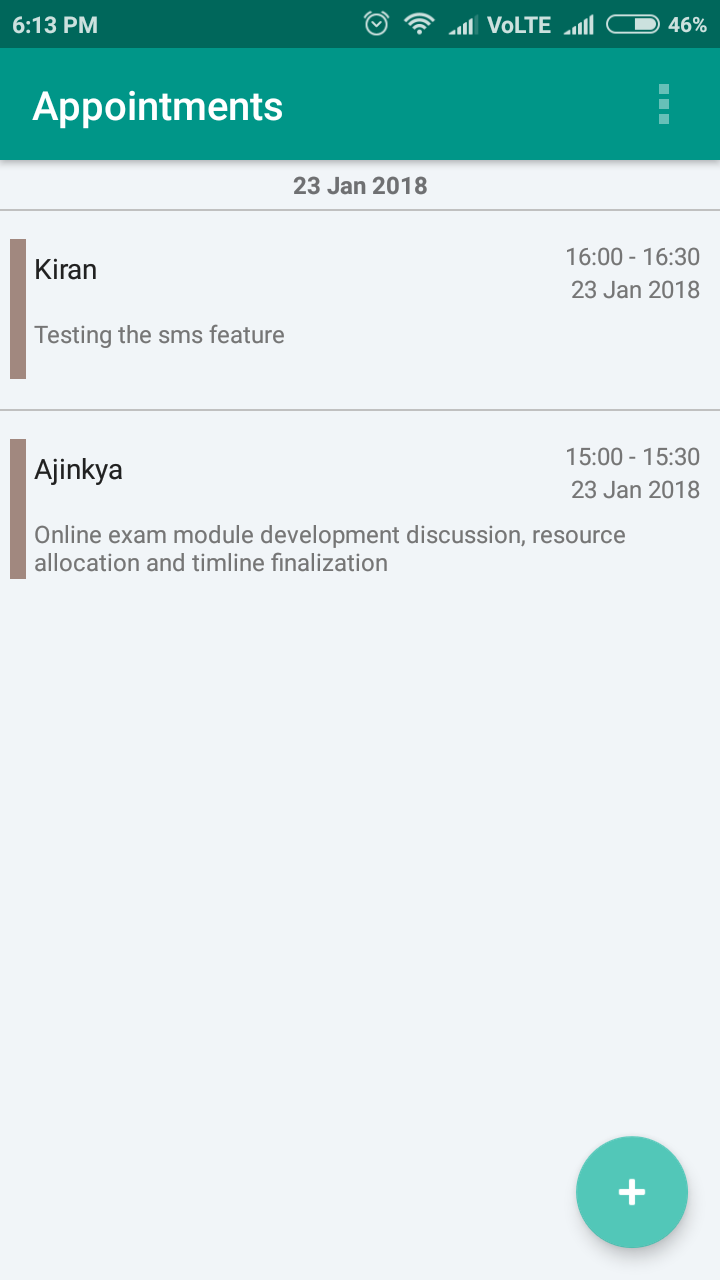 6:13 PM VoLTE 46%
Appointments
23 Jan 2018
Kiran 16:00 - 16:30
23 Jan 2018
Testing the sms feature
Ajinkya 15:00 - 15:30
23 Jan 2018
Online exam module development discussion, resource
allocation and timline finalization